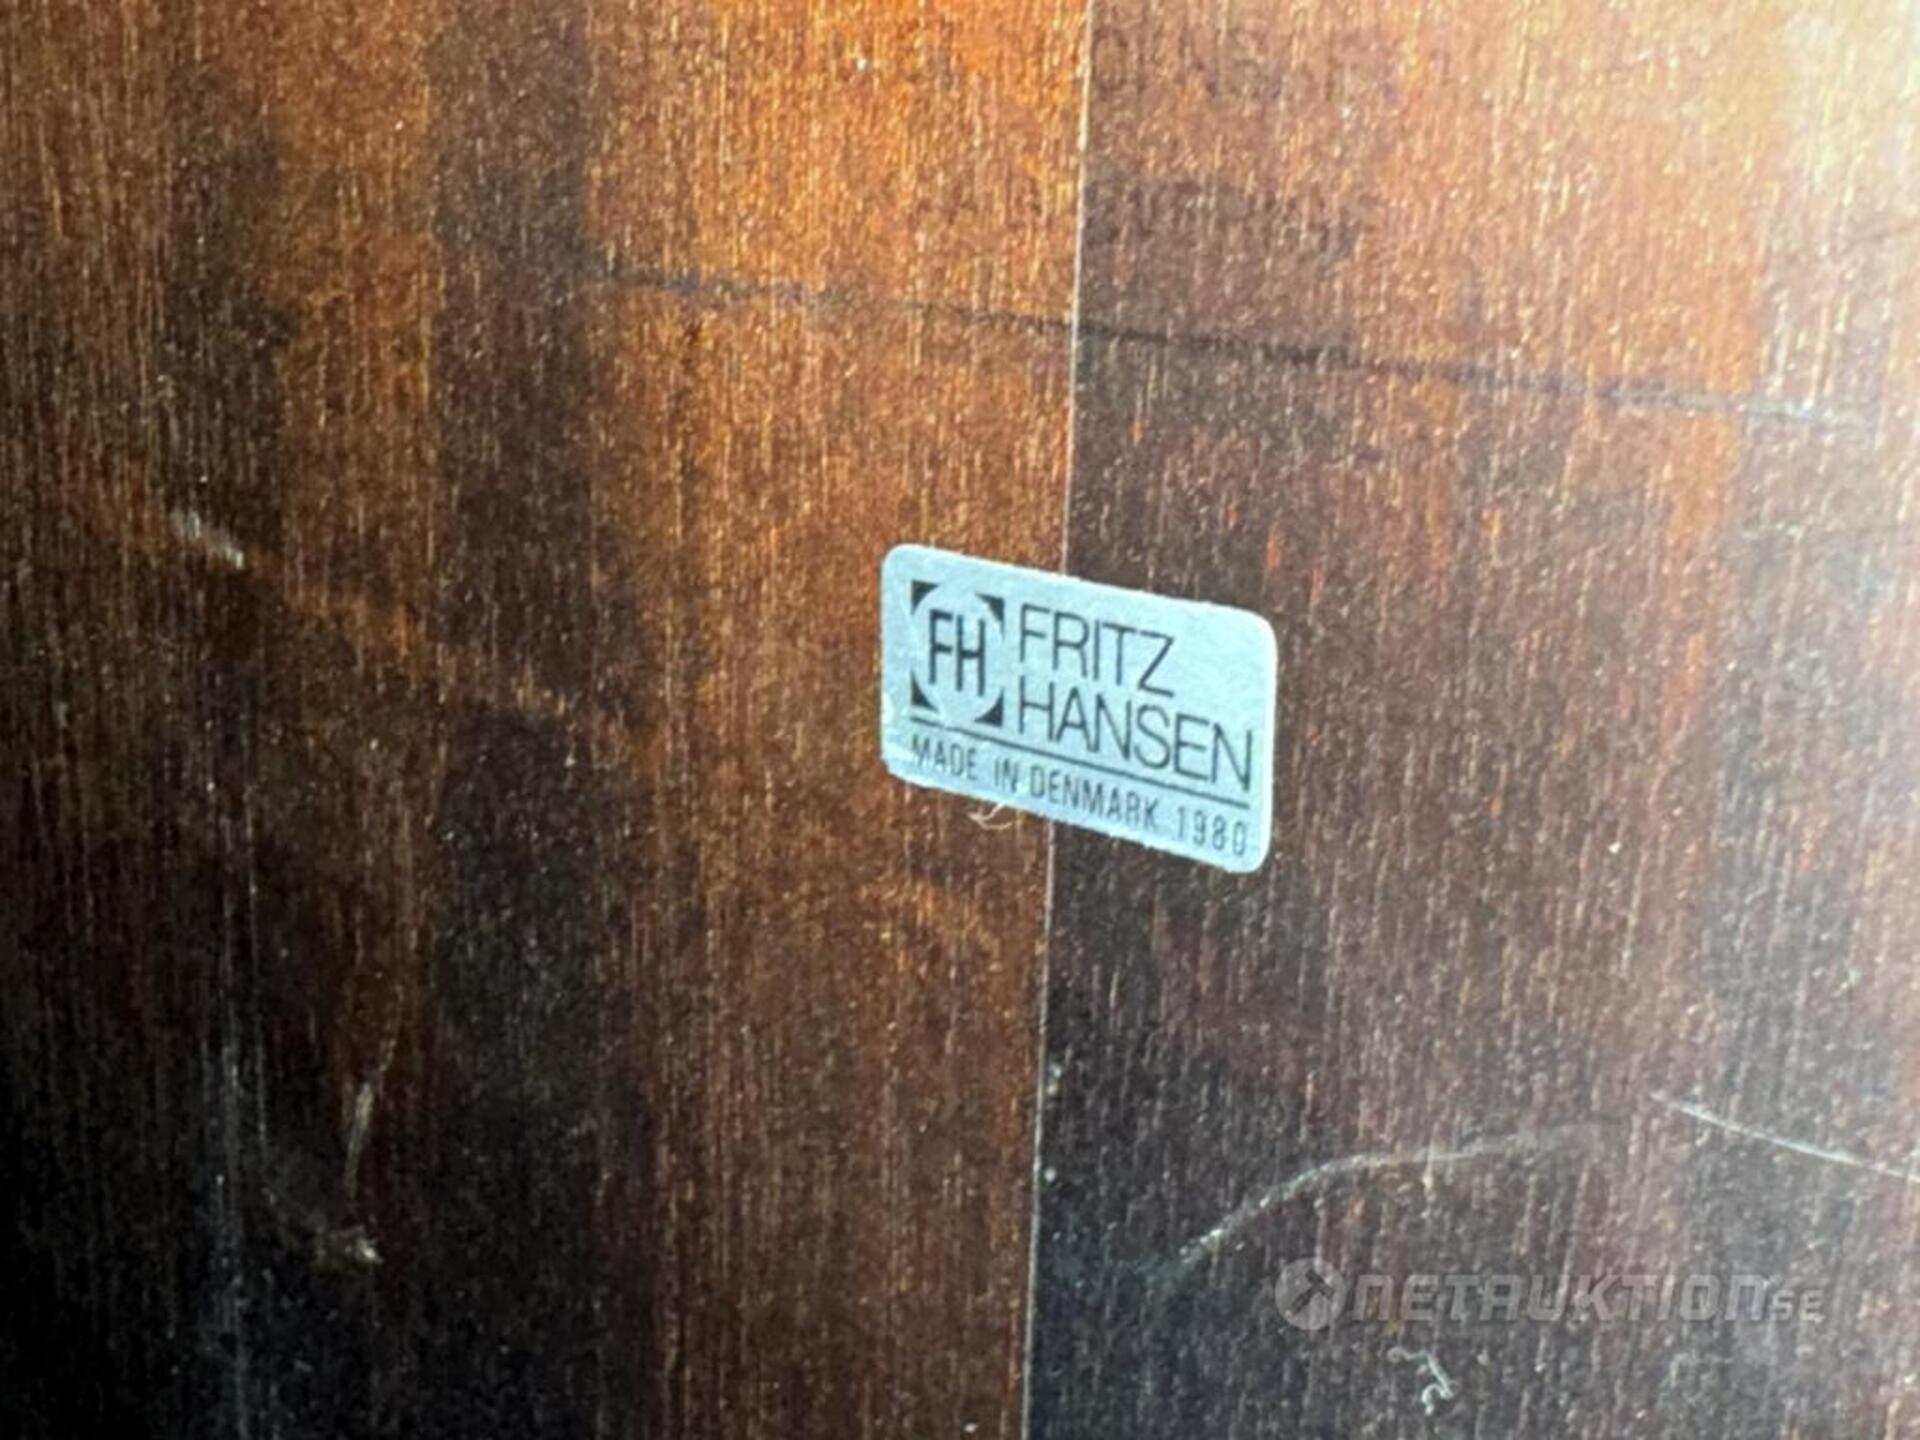 FH
FRITZ
HANSEN
MADE IN DENMARK 1980
NETAUKTION.SE